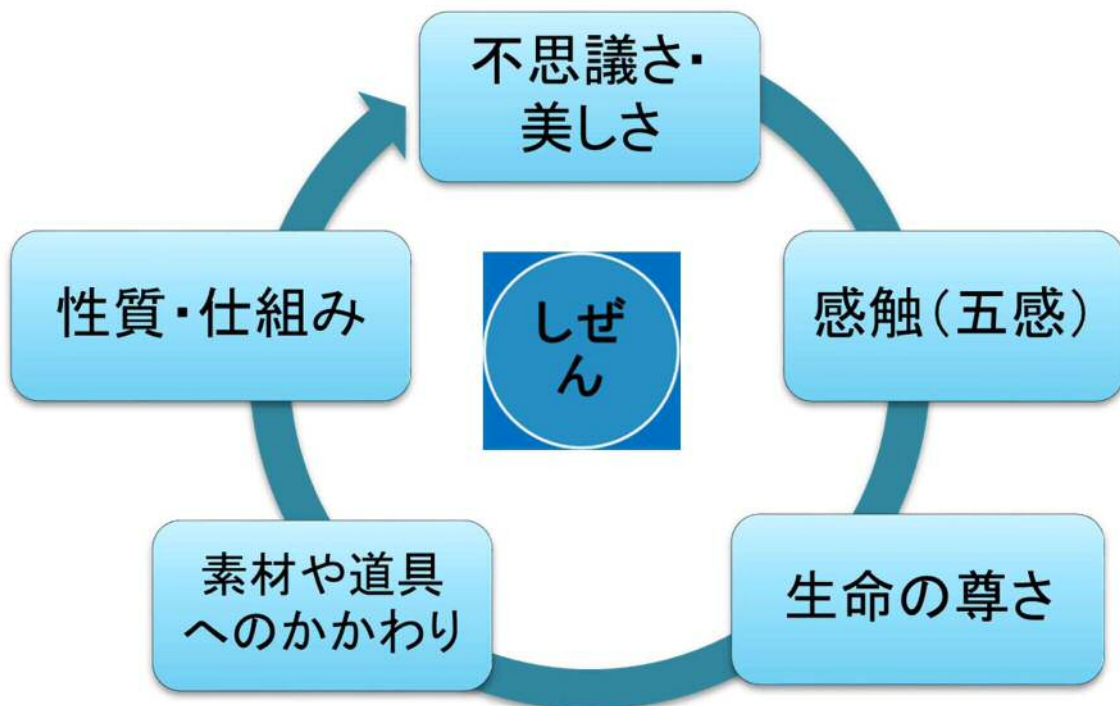 不思議さ・
美しさ
感触（五感）
生命の尊さ
素材や道具
へのかかわり
性質・仕組み
しぜ
ん